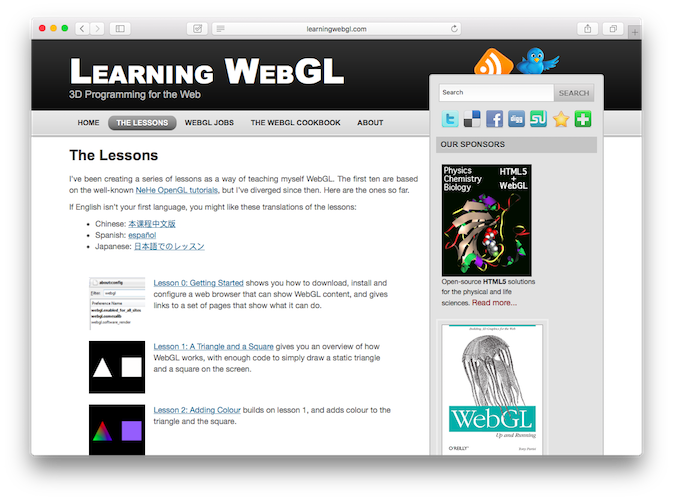 learningwebgl.com
LEARNING WEBGL
3D Programming for the Web
HOME
THE LESSONS
WEBGL JOBS
THE WEBGL COOKBOOK
ABOUT
Search
SEARCH
The Lessons
I've been creating a series of lessons as a way of teaching myself WebGL. The first ten are based
on the well-known NeHe OpenGL tutorials, but I've diverged since then. Here are the ones so far.
If English isn't your first language, you might like these translations of the lessons:
Chinese: 本课程中文版
Spanish: español
Japanese: 日本語でのレッスン
about:config
Filter: webgl
Preference Name
webgl.enabled_for_all_sites
webgl.osmesalib
webgl.software_render
Lesson 0: Getting Started shows you how to download, install and
configure a web browser that can show WebGL content, and gives
links to a set of pages that show what it can do.
Lesson 1: A Triangle and a Square gives you an overview of how
WebGL works, with enough code to simply draw a static triangle
and a square on the screen.
Lesson 2: Adding Colour builds on lesson 1, and adds colour to the
triangle and the square.
OUR SPONSORS
Physics
Chemistry
Biology
HTML5
+
WebGL
Open-source HTML5 solutions
for the physical and life
sciences. Read more...
WebGL
Up and Running
O'REILLY
Tony Parisi